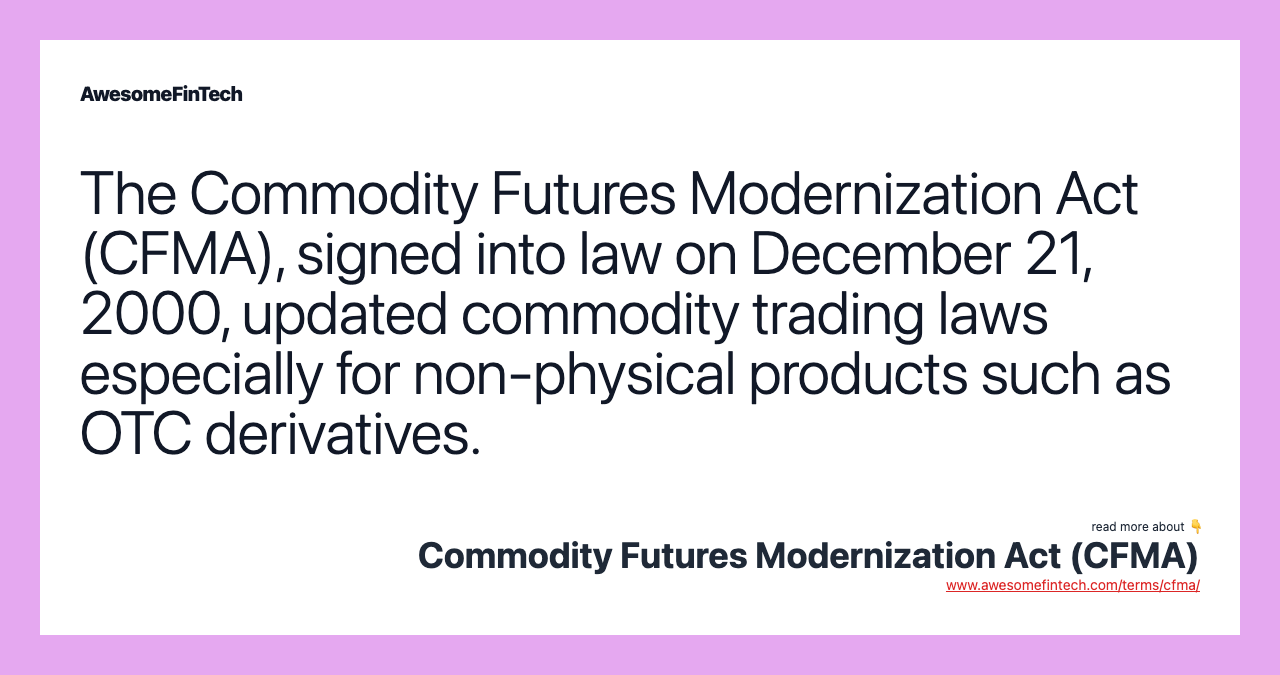 AwesomeFinTech
The Commodity Futures Modernization Act
(CFMA), signed into law on December 21,
2000, updated commodity trading laws
especially for non-physical products such as
OTC derivatives.
read more about 👇
Commodity Futures Modernization Act (CFMA)
www.awesomefintech.com/terms/cfma/